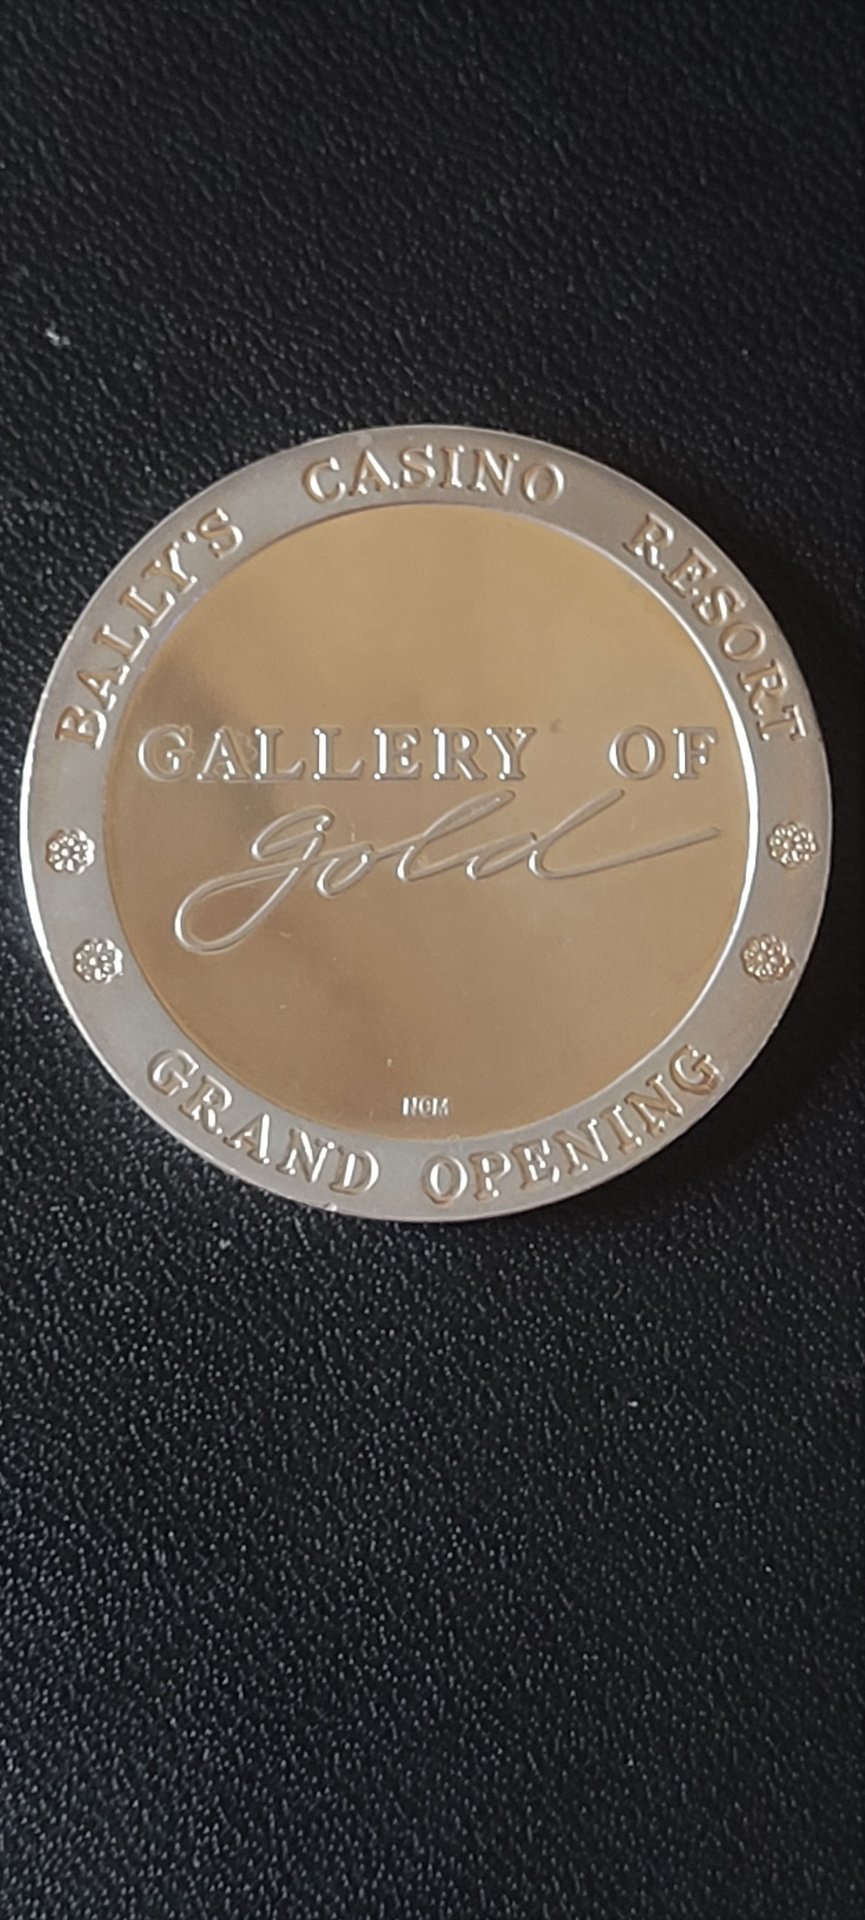 BALLY'S CASINO RESORT
GALLERY OF
gold
NCM
GRAND OPENING